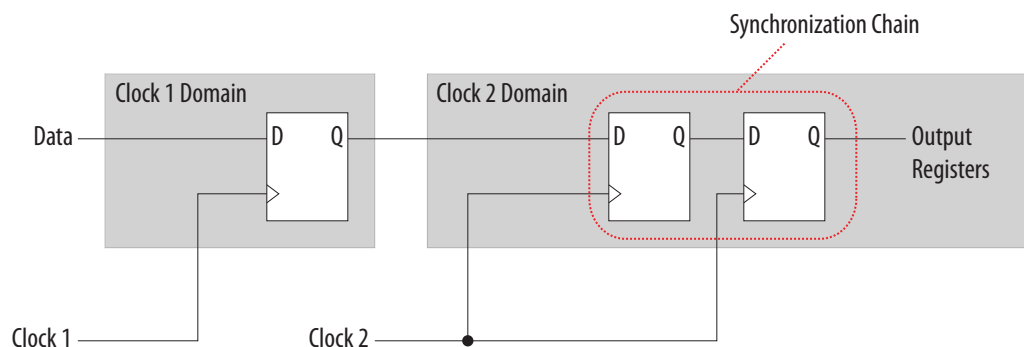 Synchronization Chain
Clock 1 Domain
Clock 2 Domain
Data
D Q
D Q
D Q
Output
Registers
Clock 1
Clock 2